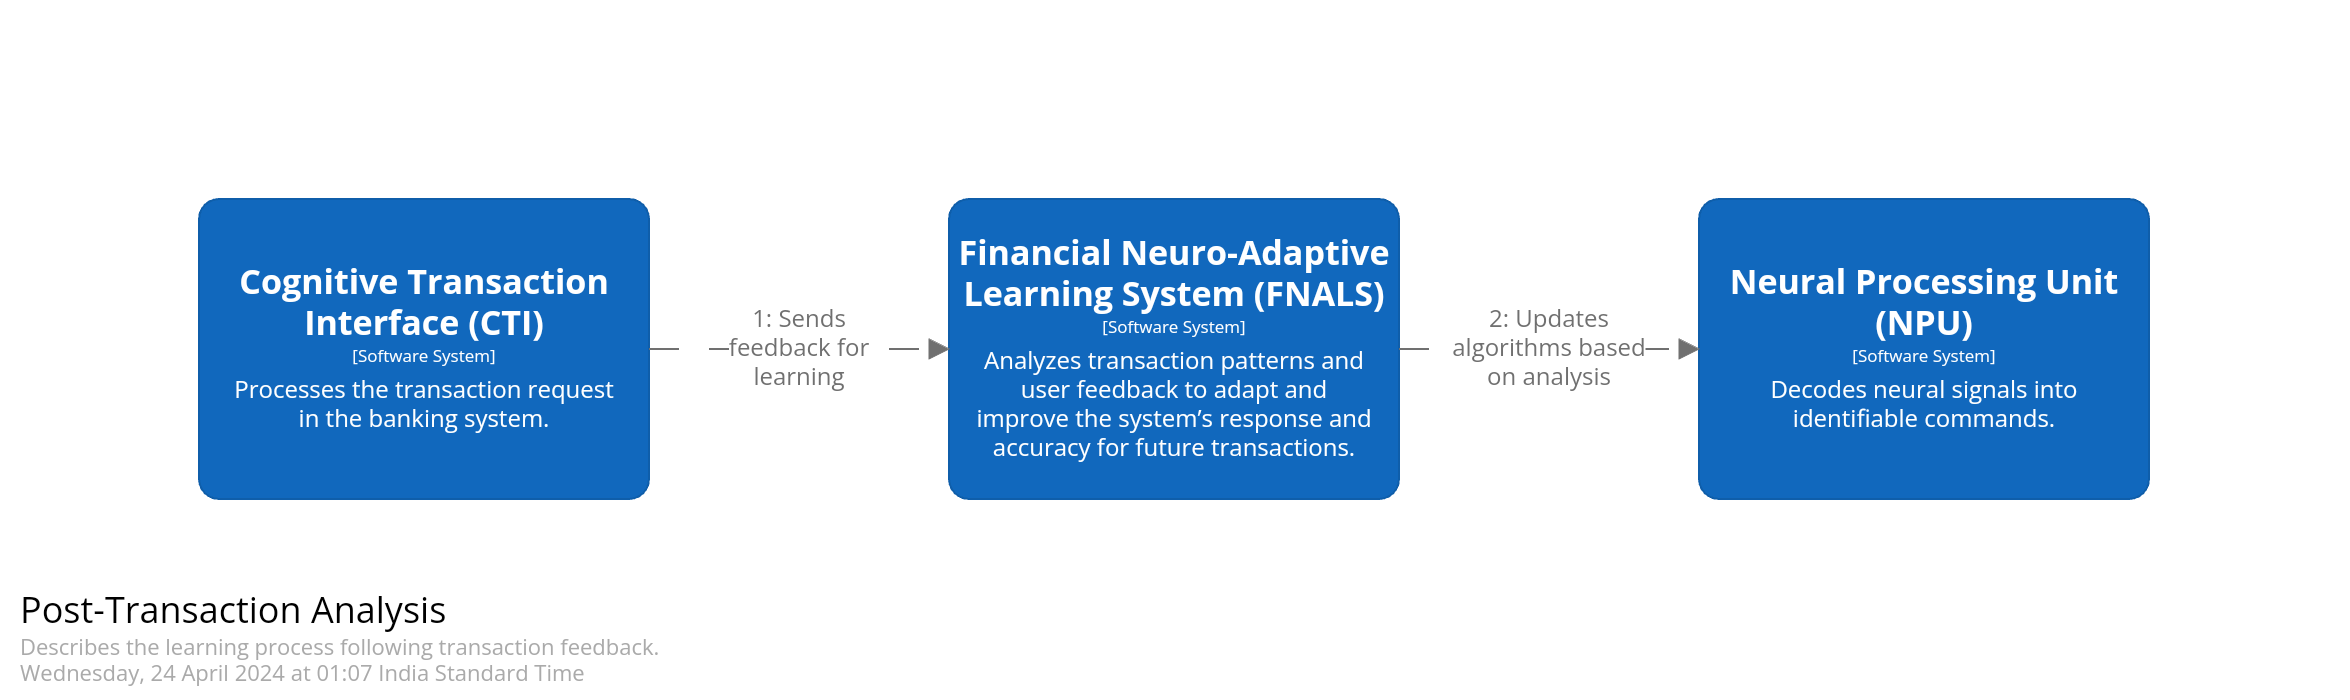 Cognitive Transaction
Interface (CTI)
[Software System]
Processes the transaction request
in the banking system.
1: Sends
feedback for
learning
Financial Neuro-Adaptive
Learning System (FNALS)
[Software System]
Analyzes transaction patterns and
user feedback to adapt and
improve the system’s response and
accuracy for future transactions.
2: Updates
algorithms based
on analysis
Neural Processing Unit
(NPU)
[Software System]
Decodes neural signals into
identifiable commands.
Post-Transaction Analysis
Describes the learning process following transaction feedback.
Wednesday, 24 April 2024 at 01:07 India Standard Time